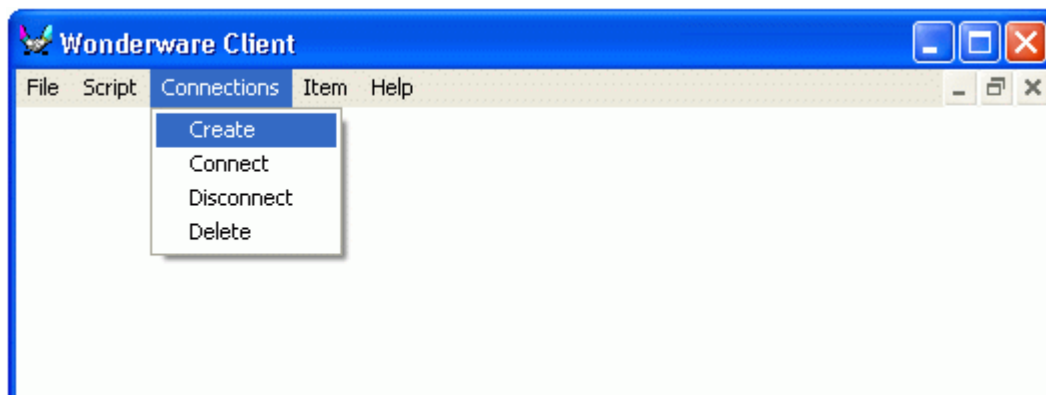 Wonderware Client
File Script Connections Item Help
Create
Connect
Disconnect
Delete